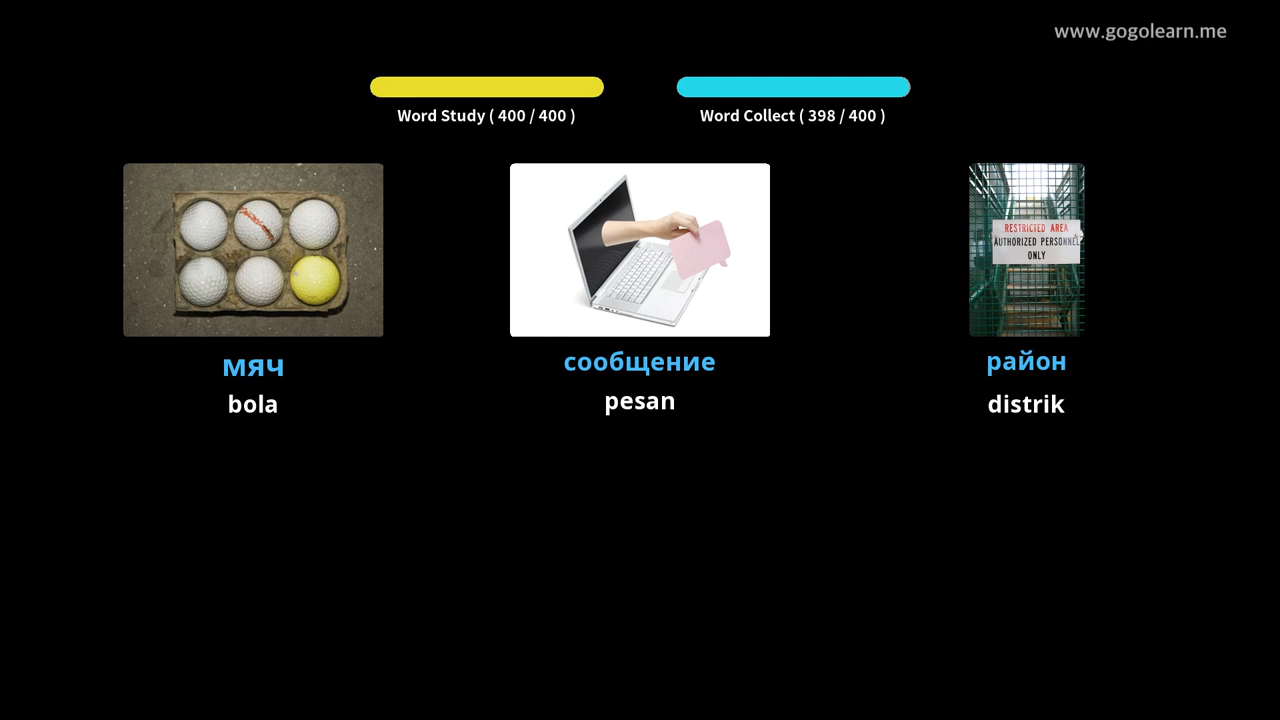 www.gogolearn.me
Word Study ( 400 / 400 )
Word Collect ( 398 / 400 )
RESTRICTED AREA
AUTHORIZED PERSONNEL
ONLY
мяч
сообщение
район
bola
pesan
distrik